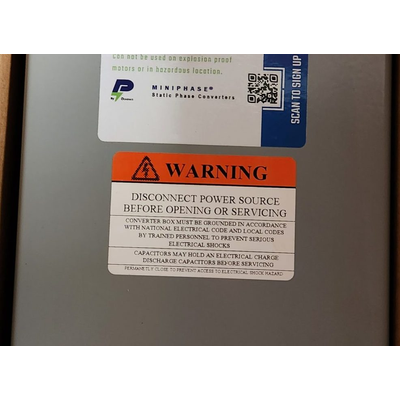 Can not be used on explosion proof
motors or in hazardous location.
MINIPHASE®
Static Phase Converters
SCAN TO SIGN UP
WARNING
DISCONNECT POWER SOURCE
BEFORE OPENING OR SERVICING
CONVERTER BOX MUST BE GROUNDED IN ACCORDANCE
WITH NATIONAL ELECTRICAL CODE AND LOCAL CODES
BY TRAINED PERSONNEL TO PREVENT SERIOUS
ELECTRICAL SHOCKS
CAPACITORS MAY HOLD AN ELECTRICAL CHARGE
DISCHARGE CAPACITORS BEFORE SERVICING
PERMANETLY CLOSE TO PREVENT ACCESS TO ELECTRICAL SHOCK HAZARD